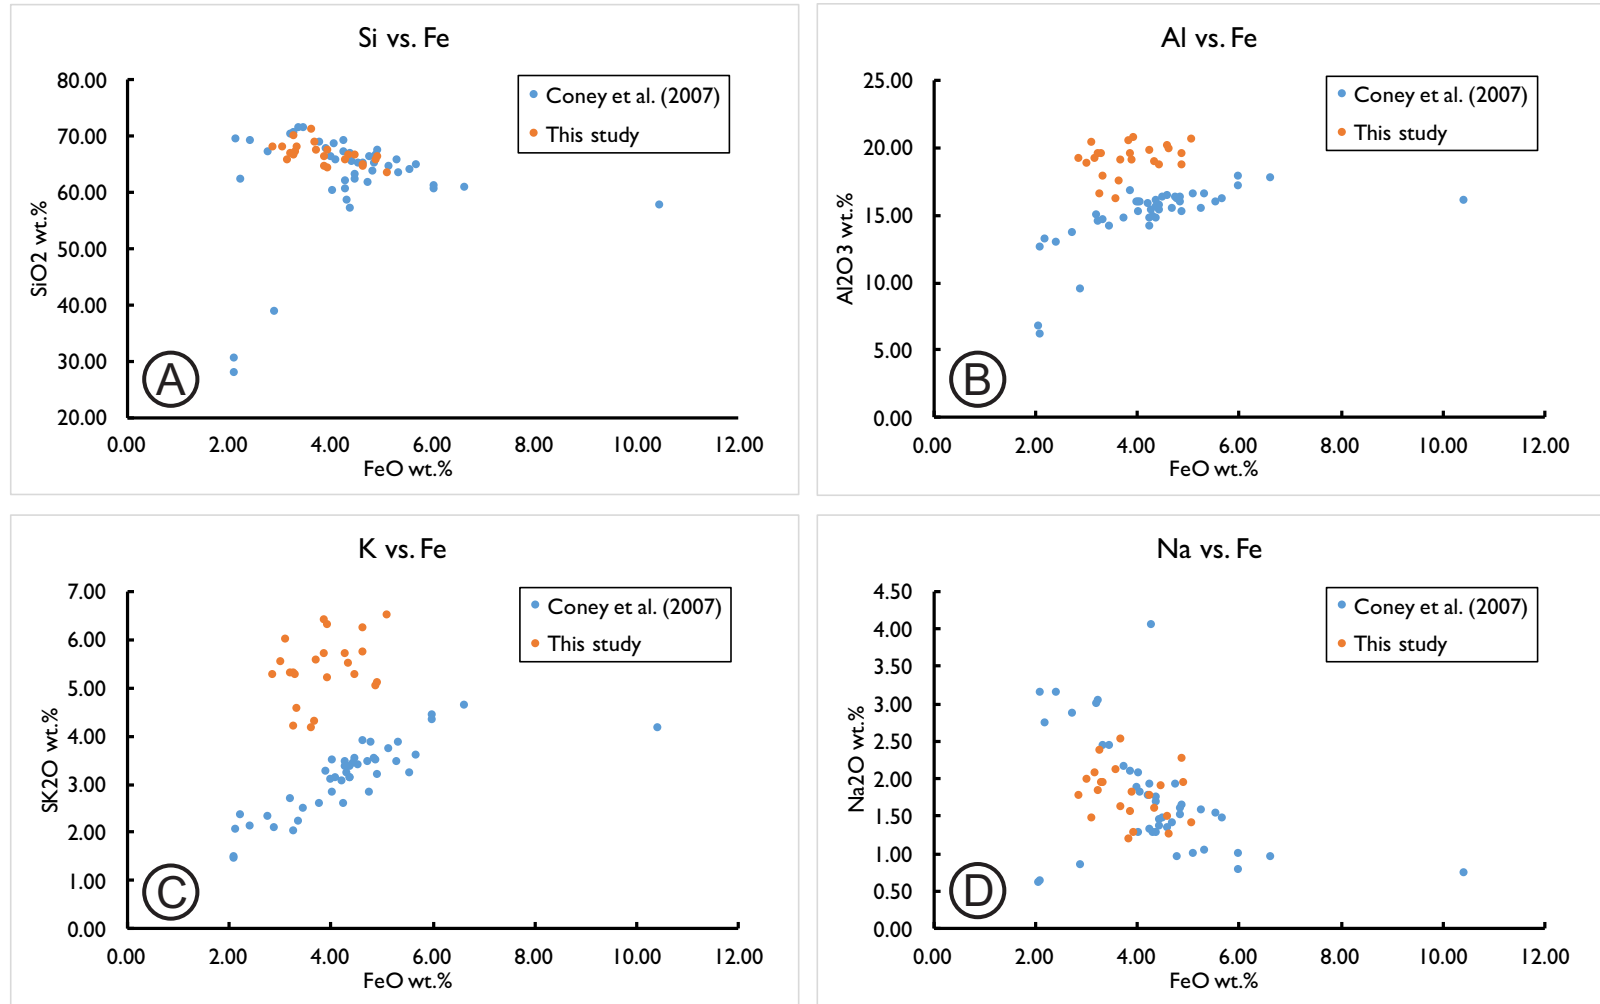 Si vs. Fe
80.00
70.00
60.00
50.00
40.00
30.00
20.00
SiO2 wt.%
0.00 2.00 4.00 6.00 8.00 10.00 12.00
FeO wt.%
Coney et al. (2007)
This study
A
Al vs. Fe
25.00
20.00
15.00
10.00
5.00
0.00
Al2O3 wt.%
0.00 2.00 4.00 6.00 8.00 10.00 12.00
FeO wt.%
Coney et al. (2007)
This study
B
K vs. Fe
7.00
6.00
5.00
4.00
3.00
2.00
1.00
0.00
SK2O wt.%
0.00 2.00 4.00 6.00 8.00 10.00 12.00
FeO wt.%
Coney et al. (2007)
This study
C
Na vs. Fe
4.50
4.00
3.50
3.00
2.50
2.00
1.50
1.00
0.50
0.00
Na2O wt.%
0.00 2.00 4.00 6.00 8.00 10.00 12.00
FeO wt.%
Coney et al. (2007)
This study
D